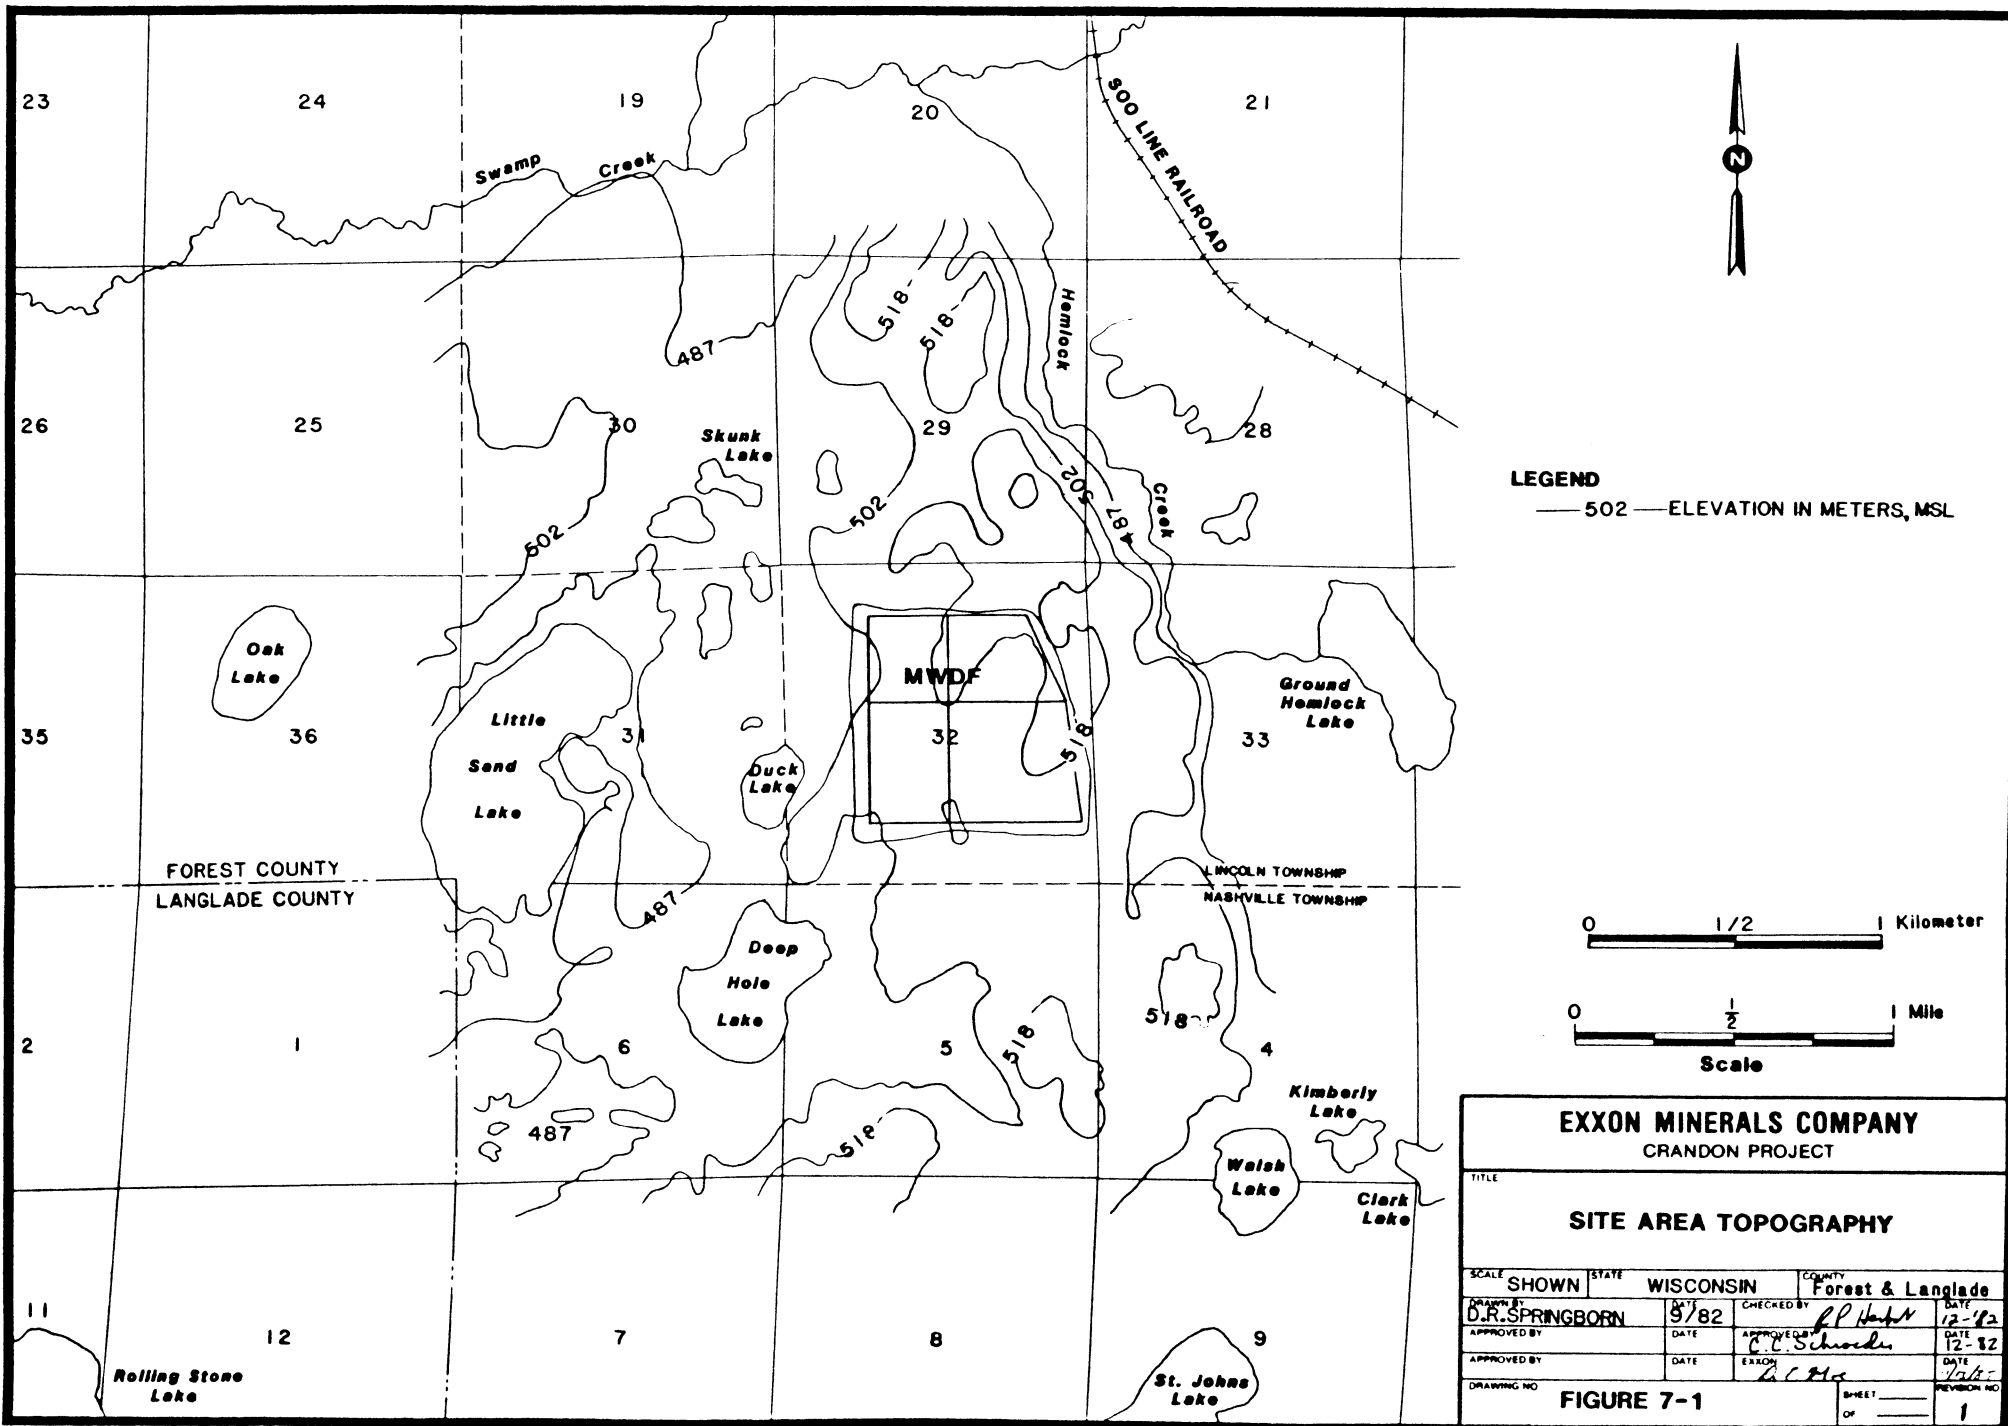 23
24
19
20
21
SOO LINE RAILROAD
Swamp Creek
N
Hemlock Creek
518
518
487
26
25
30
29
28
Skunk
Lake
502
502
502
487
LEGEND
502 ELEVATION IN METERS, MSL
Oak
Lake
MWDF
Ground
Hemlock
Lake
35
36
31
32
33
Little
Sand
Lake
Duck
Lake
518
FOREST COUNTY
LANGLADE COUNTY
LINCOLN TOWNSHIP
NASHVILLE TOWNSHIP
487
Deep
Hole
Lake
518
518
2
1
6
5
4
0 1/2 1 Kilometer
0 1/2 1 Mile
Scale
487
518
Kimberly
Lake
Walsh
Lake
Clark
Lake
11
12
7
8
9
Rolling Stone
Lake
St. Johns
Lake
EXXON MINERALS COMPANY
CRANDON PROJECT
TITLE
SITE AREA TOPOGRAPHY
SCALE SHOWN STATE WISCONSIN COUNTY Forest & Langlade
DRAWN BY D.R.SPRINGBORN DATE 9/82 CHECKED BY DATE 12-'82
APPROVED BY DATE APPROVED BY C.C. Schroeder DATE 12-82
APPROVED BY DATE EXXON DATE
DRAWING NO FIGURE 7-1 SHEET OF REVISION NO 1